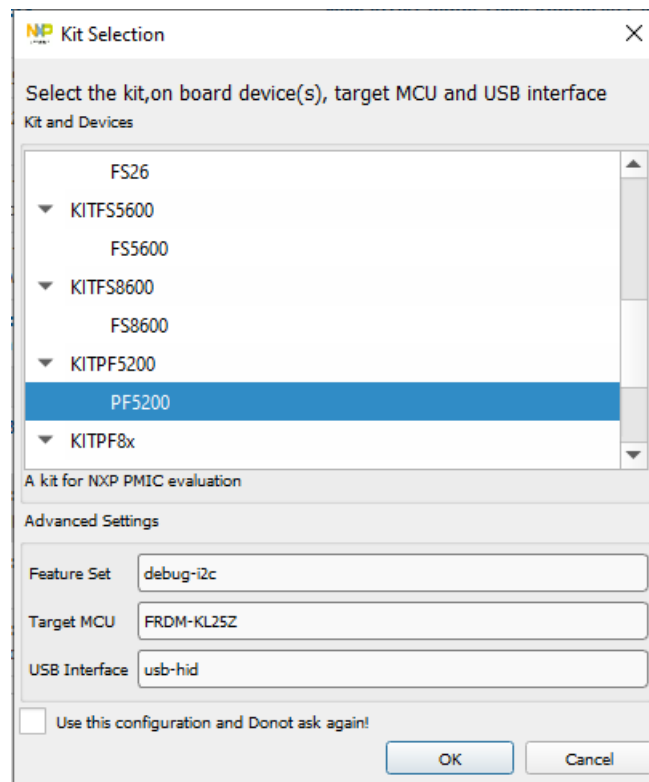 NXP Kit Selection
Select the kit,on board device(s), target MCU and USB interface
Kit and Devices
FS26
KITFS5600
FS5600
KITFS8600
FS8600
KITPF5200
PF5200
KITPF8x
A kit for NXP PMIC evaluation
Advanced Settings
Feature Set debug-i2c
Target MCU FRDM-KL25Z
USB Interface usb-hid
Use this configuration and Donot ask again!
OK Cancel